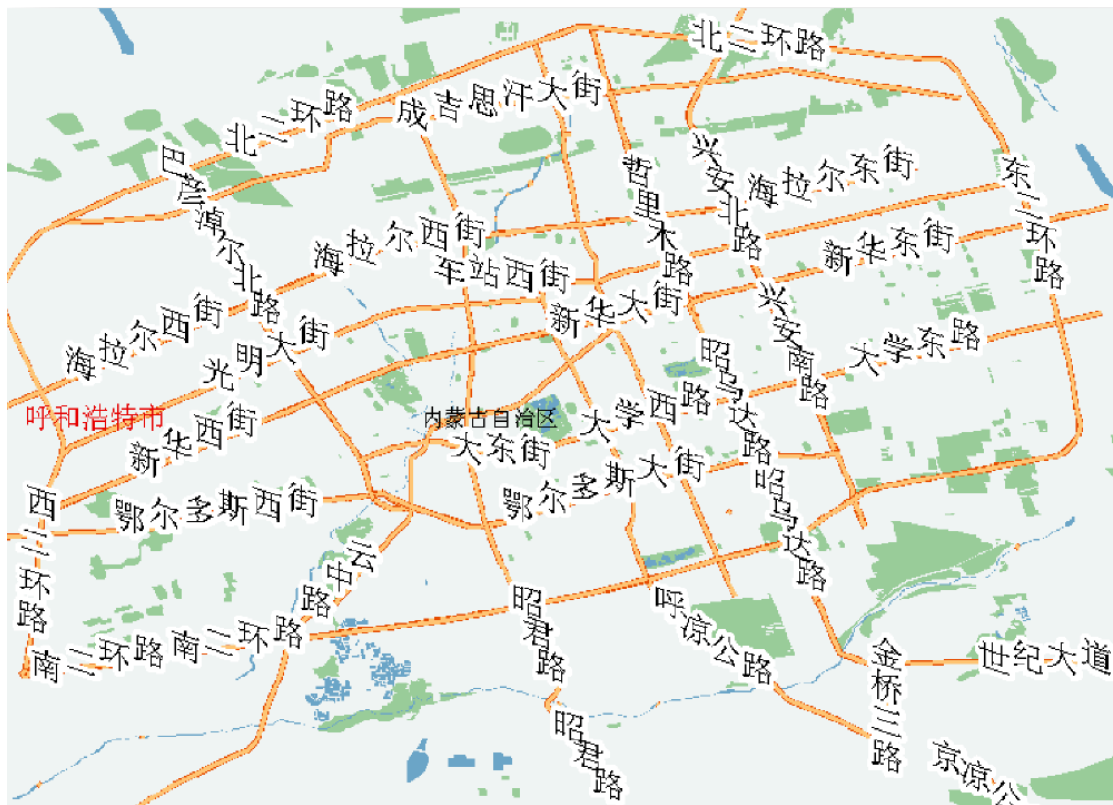 北二环路
北二环路
成吉思汗大街
巴彦淖尔北路
哲里木路
兴安北路
海拉尔东街
东二环路
海拉尔西街
车站西街
新华大街
新华东街
兴安南路
海拉尔西街
光明大街
昭乌达路
大学东路
呼和浩特市
内蒙古自治区
新华西街
大东街
大学西路
鄂尔多斯西街
鄂尔多斯大街
昭乌达路
西二环路
云中路
南二环路
南二环路
昭君路
呼凉公路
金桥三路
世纪大道
昭君路
京凉公